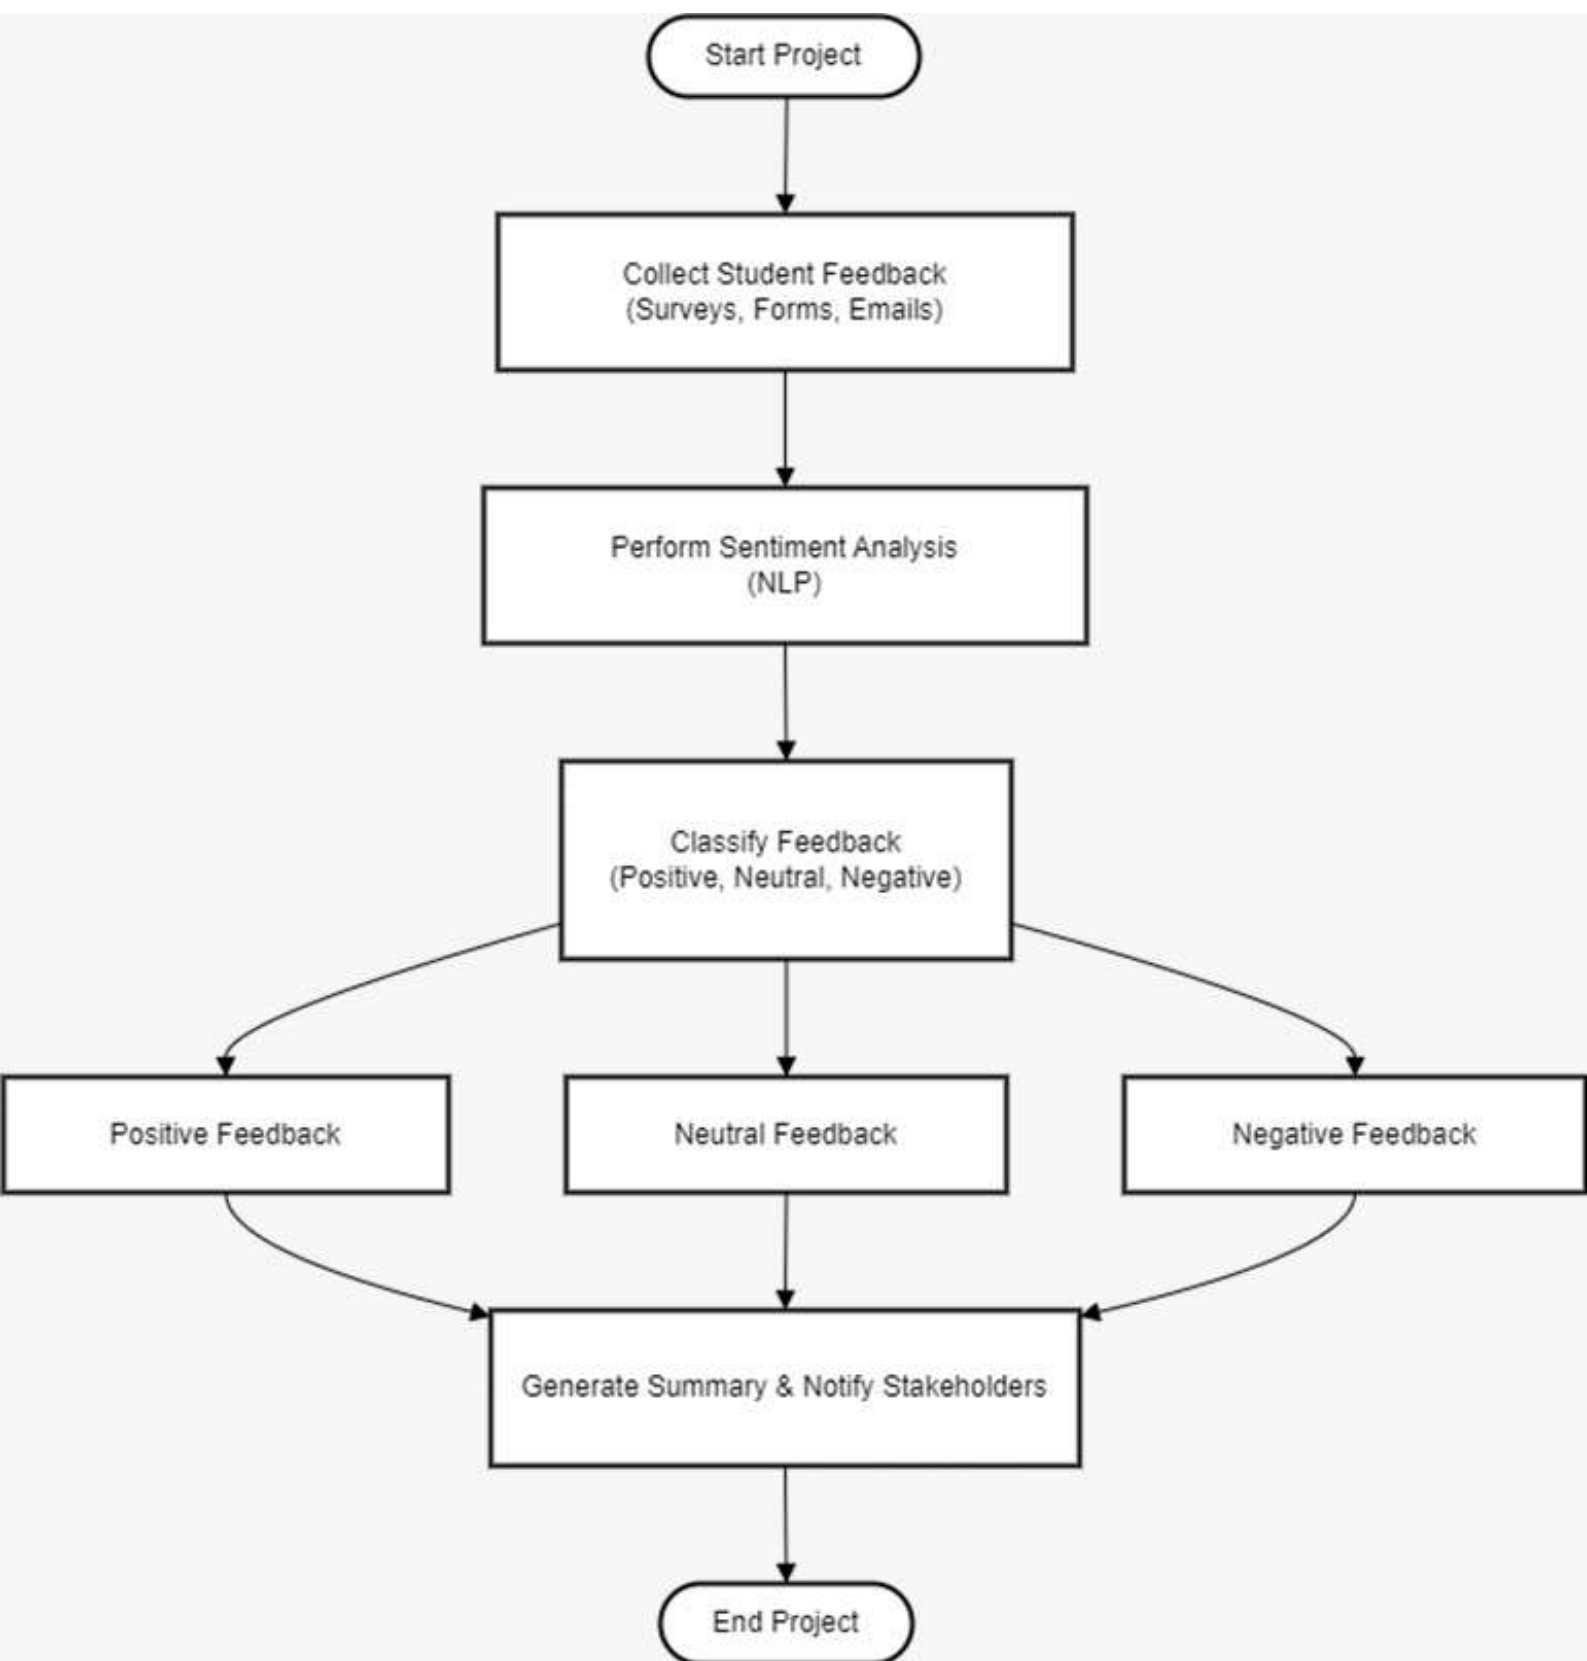 Start Project
Collect Student Feedback
(Surveys, Forms, Emails)
Perform Sentiment Analysis
(NLP)
Classify Feedback
(Positive, Neutral, Negative)
Positive Feedback
Neutral Feedback
Negative Feedback
Generate Summary & Notify Stakeholders
End Project